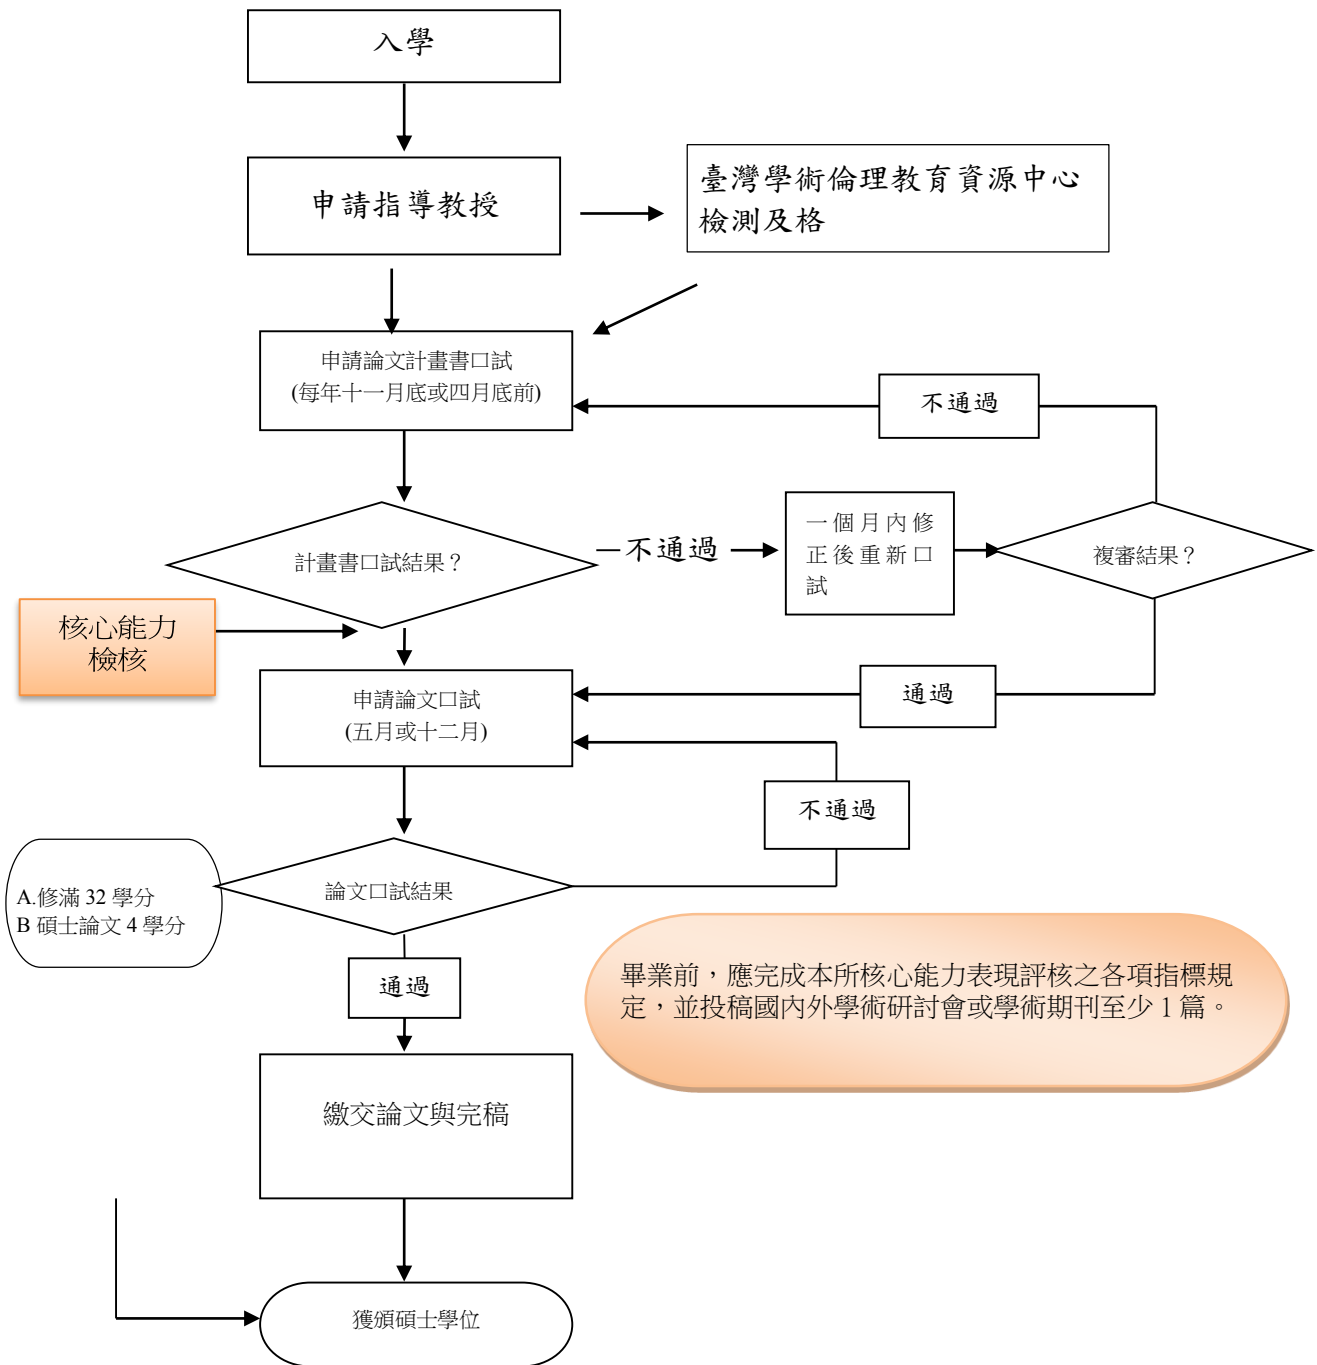 入學
申請指導教授
臺灣學術倫理教育資源中心
檢測及格
申請論文計畫書口試
(每年十一月底或四月底前)
不通過
計畫書口試結果？
—不通過
一個月內修
正後重新口
試
複審結果？
核心能力
檢核
申請論文口試
(五月或十二月)
通過
不通過
A.修滿 32 學分
B 碩士論文 4 學分
論文口試結果
通過
畢業前，應完成本所核心能力表現評核之各項指標規
定，並投稿國內外學術研討會或學術期刊至少 1 篇。
繳交論文與完稿
獲頒碩士學位